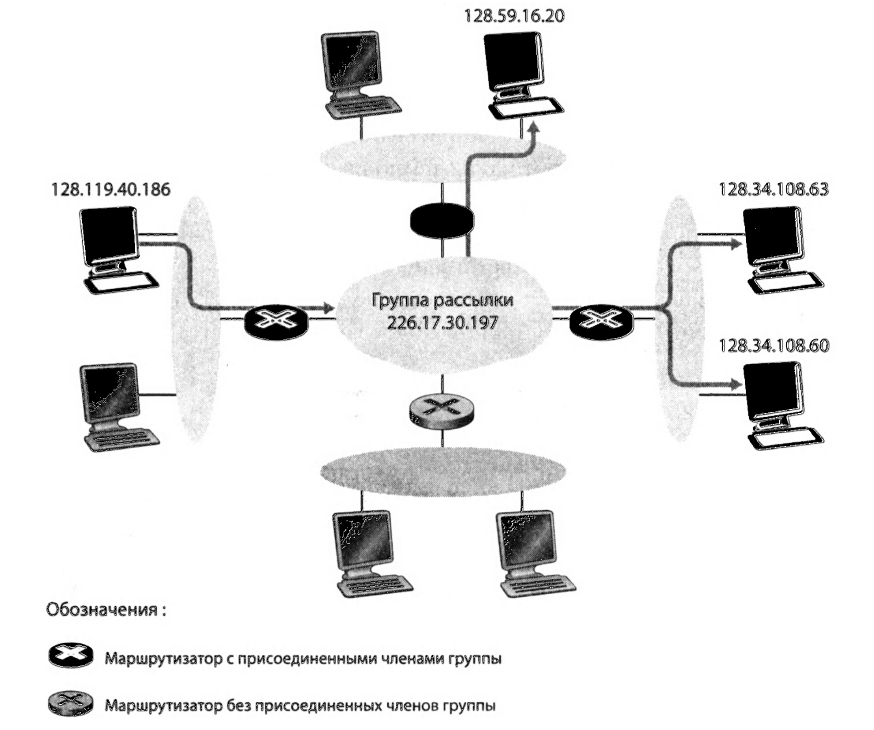 128.59.16.20
128.119.40.186
128.34.108.63
Группа рассылки
226.17.30.197
128.34.108.60
Обозначения :
Маршрутизатор с присоединенными членами группы
Маршрутизатор без присоединенных членов группы